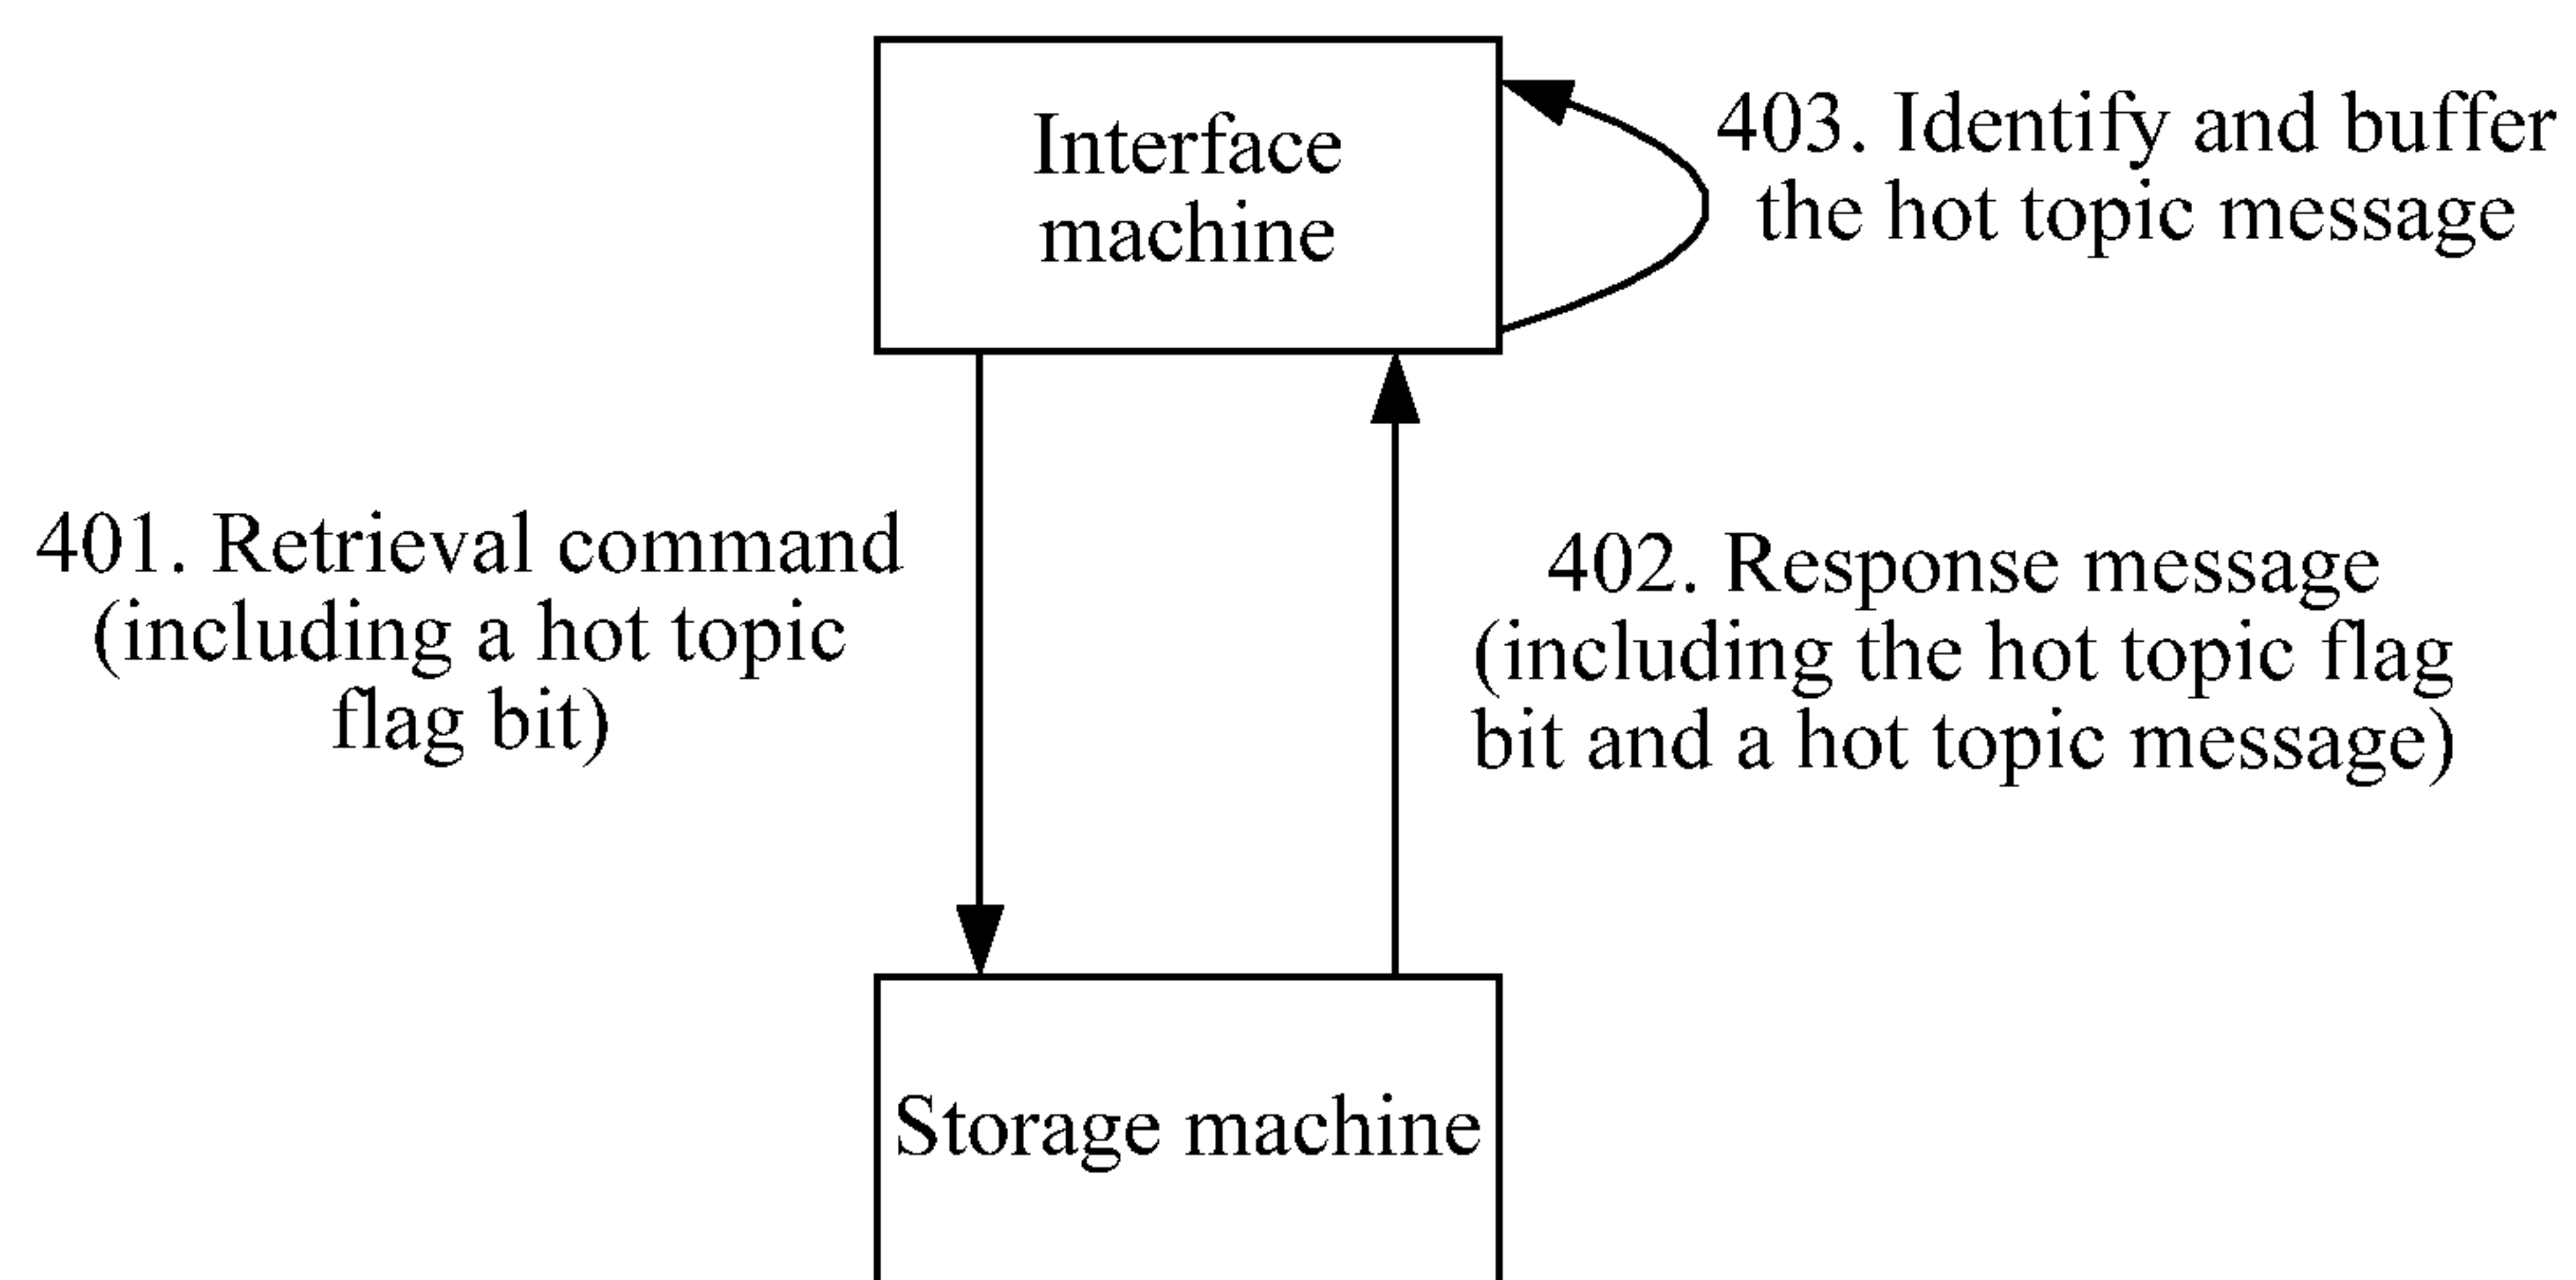 Interface
machine
403. Identify and buffer
the hot topic message
401. Retrieval command
(including a hot topic
flag bit)
402. Response message
(including the hot topic flag
bit and a hot topic message)
Storage machine